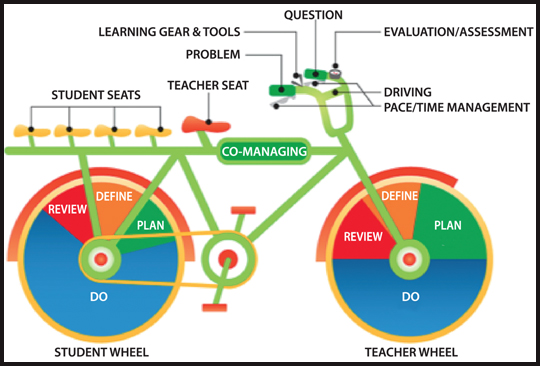 QUESTION
LEARNING GEAR & TOOLS
EVALUATION/ASSESSMENT
PROBLEM
TEACHER SEAT
STUDENT SEATS
DRIVING
PACE/TIME MANAGEMENT
CO-MANAGING
REVIEW
DEFINE
PLAN
DO
REVIEW
DEFINE
PLAN
DO
STUDENT WHEEL
TEACHER WHEEL